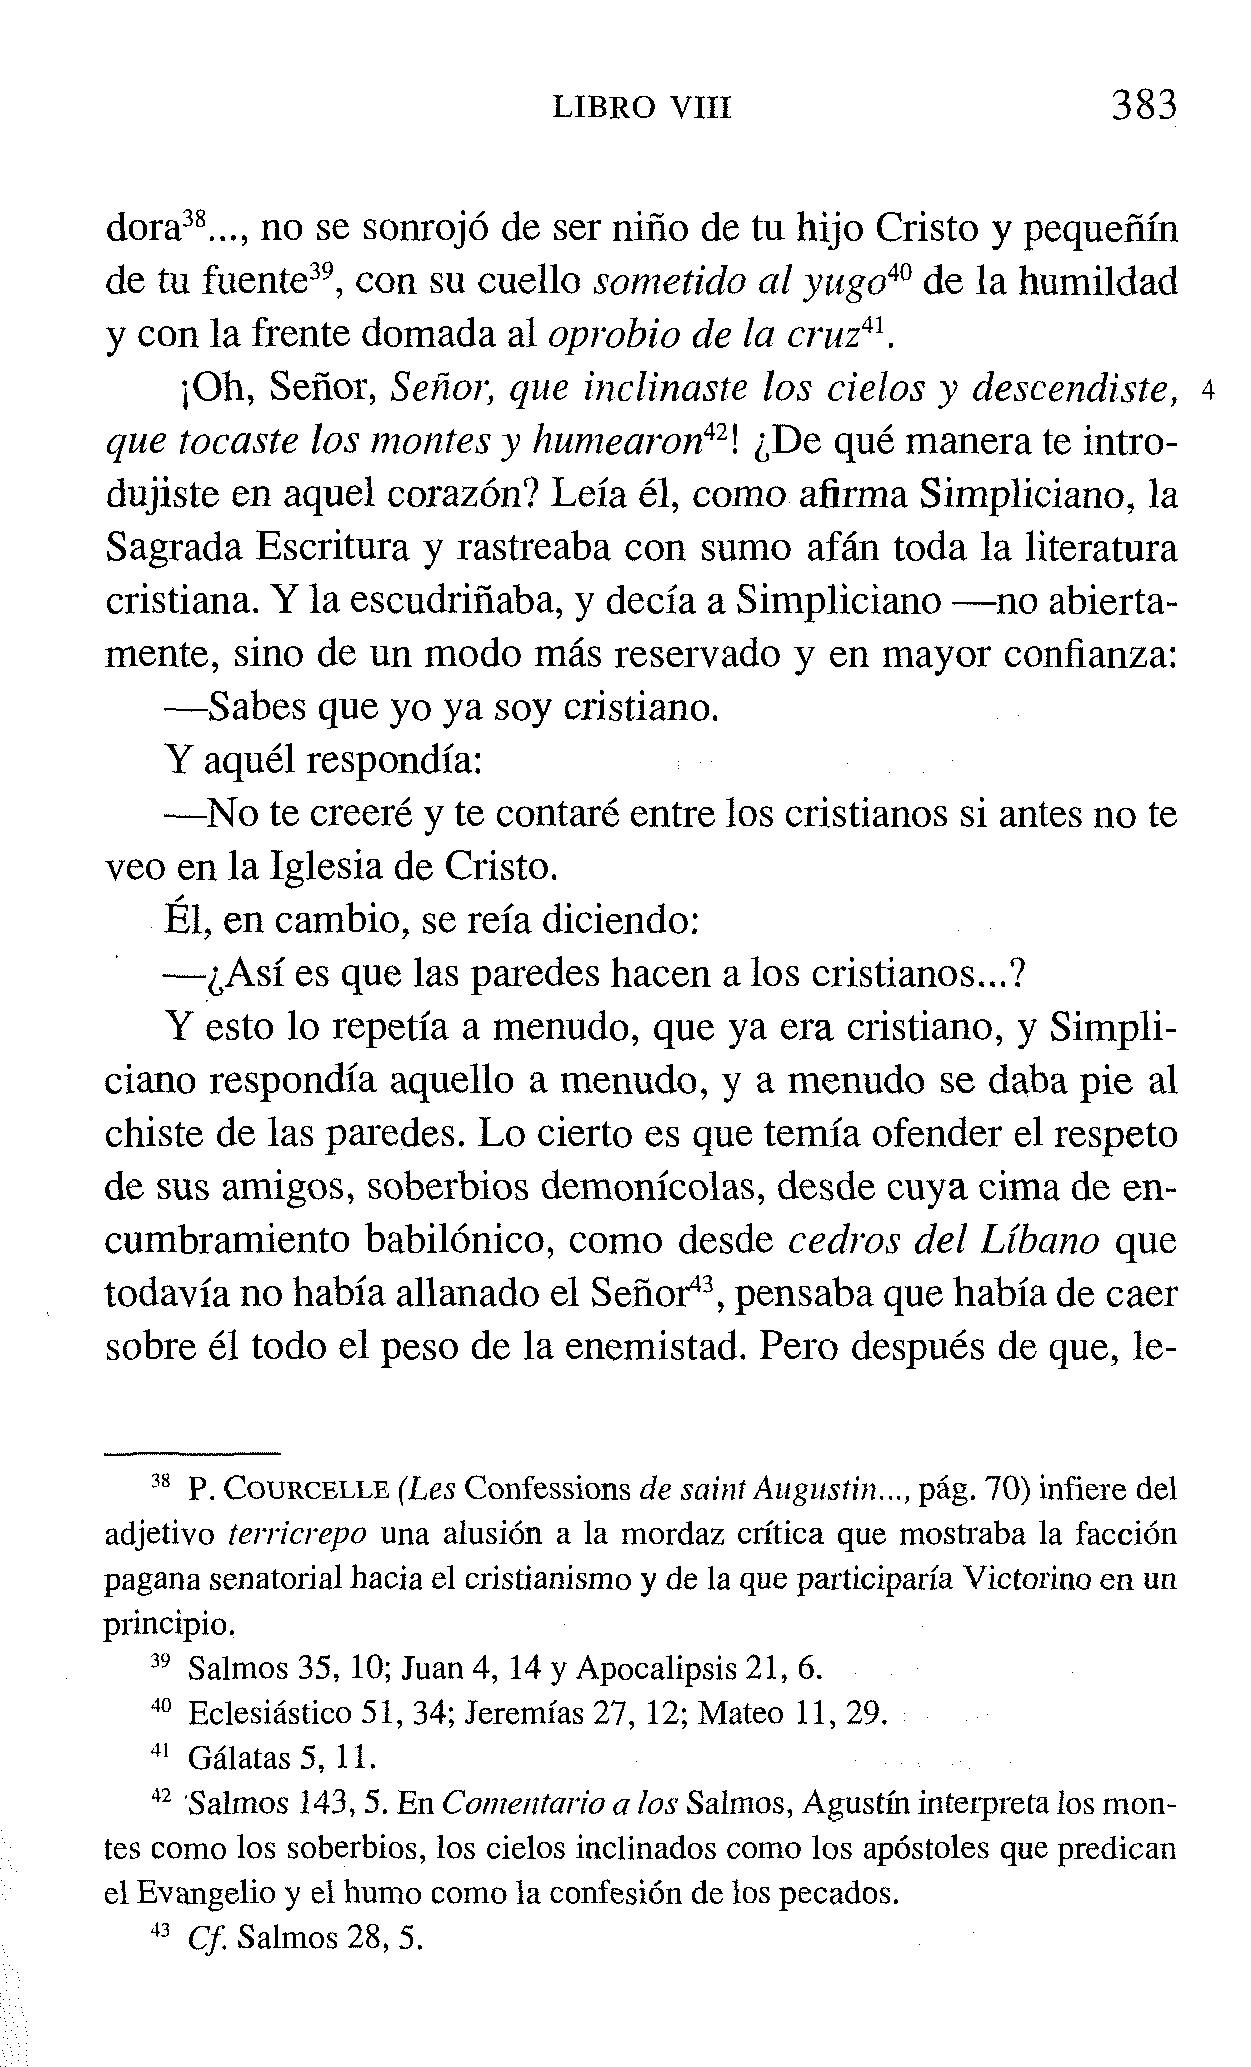 LIBRO VIII 383
dora³⁸..., no se sonrojó de ser niño de tu hijo Cristo y pequeñín
de tu fuente³⁹, con su cuello sometido al yugo⁴⁰ de la humildad
y con la frente domada al oprobio de la cruz⁴¹.
¡Oh, Señor, Señor, que inclinaste los cielos y descendiste, 4
que tocaste los montes y humearon⁴²! ¿De qué manera te intro-
dujiste en aquel corazón? Leía él, como afirma Simpliciano, la
Sagrada Escritura y rastreaba con sumo afán toda la literatura
cristiana. Y la escudriñaba, y decía a Simpliciano —no abierta-
mente, sino de un modo más reservado y en mayor confianza:
—Sabes que yo ya soy cristiano.
Y aquél respondía:
—No te creeré y te contaré entre los cristianos si antes no te
veo en la Iglesia de Cristo.
Él, en cambio, se reía diciendo:
—¿Así es que las paredes hacen a los cristianos...?
Y esto lo repetía a menudo, que ya era cristiano, y Simpli-
ciano respondía aquello a menudo, y a menudo se daba pie al
chiste de las paredes. Lo cierto es que temía ofender el respeto
de sus amigos, soberbios demonícolas, desde cuya cima de en-
cumbramiento babilónico, como desde cedros del Líbano que
todavía no había allanado el Señor⁴³, pensaba que había de caer
sobre él todo el peso de la enemistad. Pero después de que, le-
³⁸ P. COURCELLE (Les Confessions de saint Augustin..., pág. 70) infiere del
adjetivo terricrepo una alusión a la mordaz crítica que mostraba la facción
pagana senatorial hacia el cristianismo y de la que participaría Victorino en un
principio.
³⁹ Salmos 35, 10; Juan 4, 14 y Apocalipsis 21, 6.
⁴⁰ Eclesiástico 51, 34; Jeremías 27, 12; Mateo 11, 29.
⁴¹ Gálatas 5, 11.
⁴² Salmos 143, 5. En Comentario a los Salmos, Agustín interpreta los mon-
tes como los soberbios, los cielos inclinados como los apóstoles que predican
el Evangelio y el humo como la confesión de los pecados.
⁴³ Cf. Salmos 28, 5.